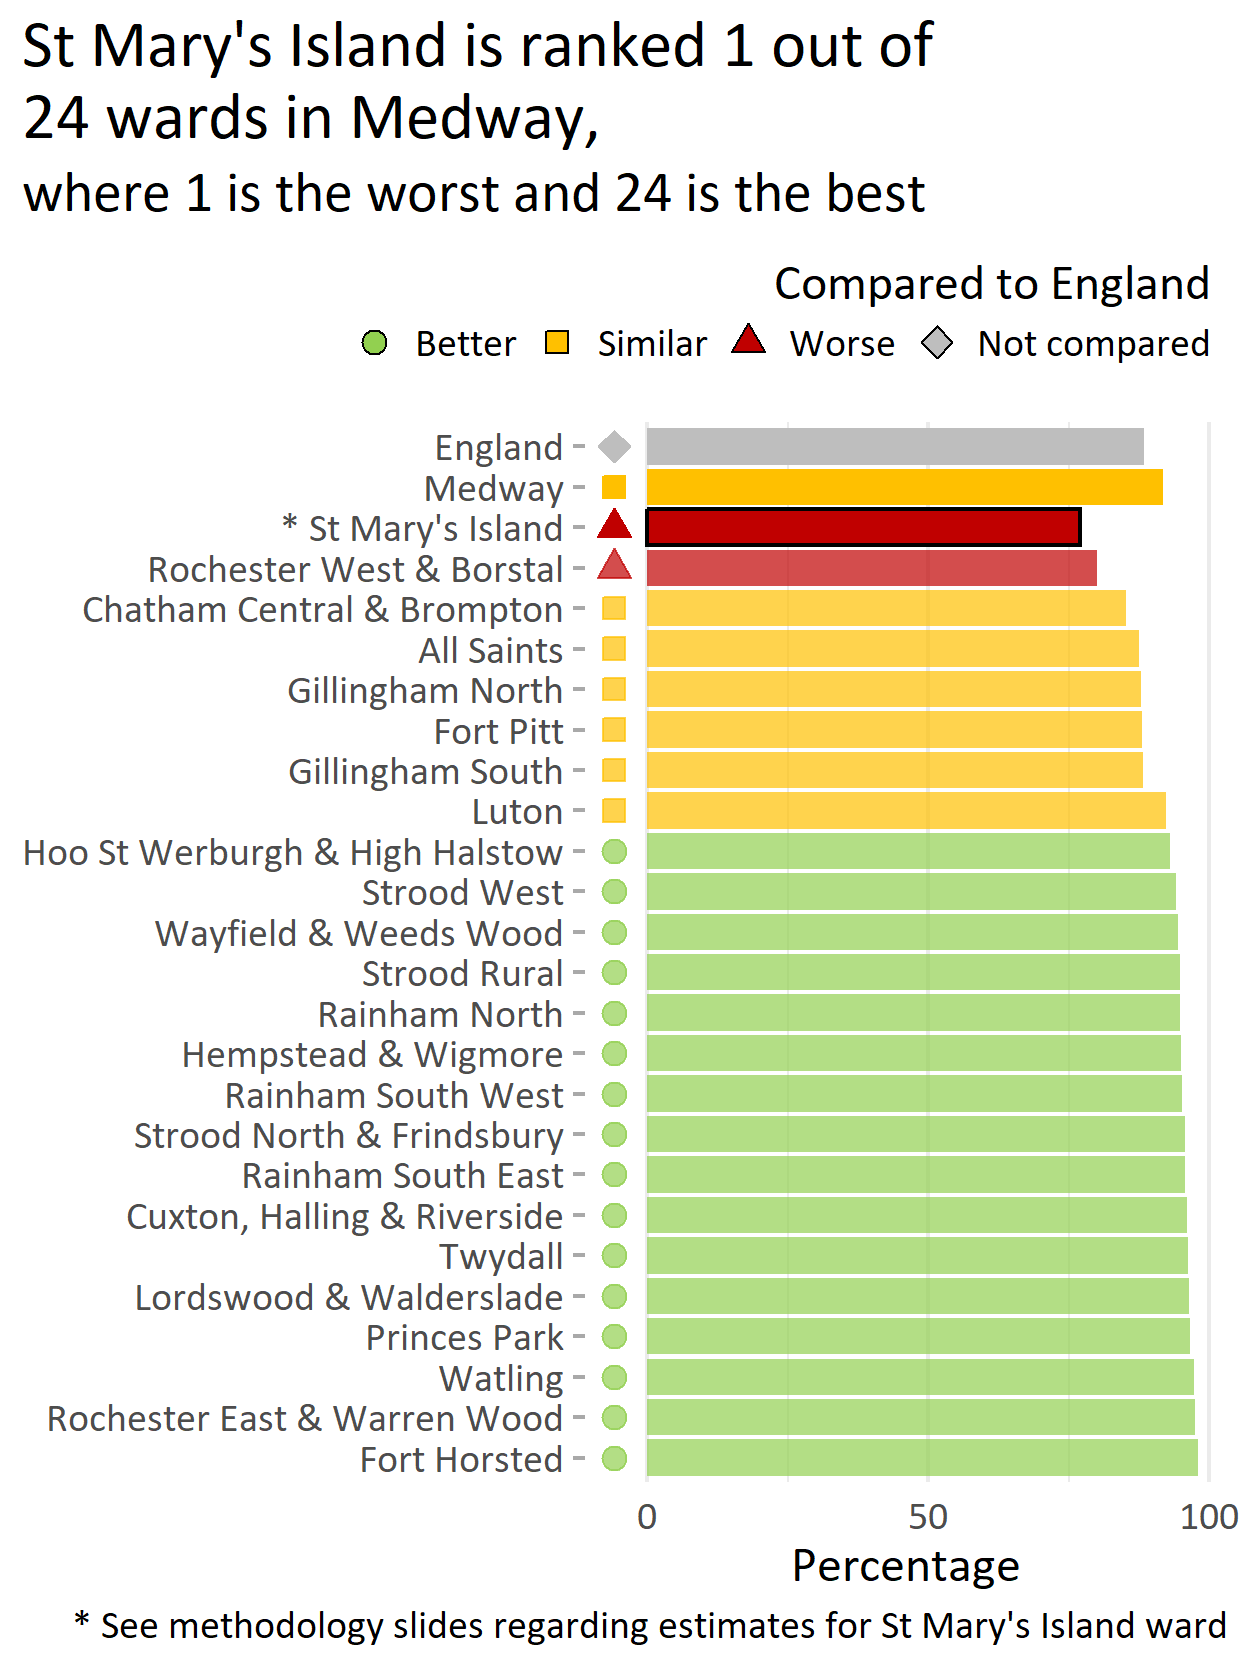 St Mary's Island is ranked 1 out of
24 wards in Medway,
where 1 is the worst and 24 is the best
Compared to England
Better Similar Worse Not compared
England
Medway
* St Mary's Island
Rochester West & Borstal
Chatham Central & Brompton
All Saints
Gillingham North
Fort Pitt
Gillingham South
Luton
Hoo St Werburgh & High Halstow
Strood West
Wayfield & Weeds Wood
Strood Rural
Rainham North
Hempstead & Wigmore
Rainham South West
Strood North & Frindsbury
Rainham South East
Cuxton, Halling & Riverside
Twydall
Lordswood & Walderslade
Princes Park
Watling
Rochester East & Warren Wood
Fort Horsted
0 50 100
Percentage
* See methodology slides regarding estimates for St Mary's Island ward